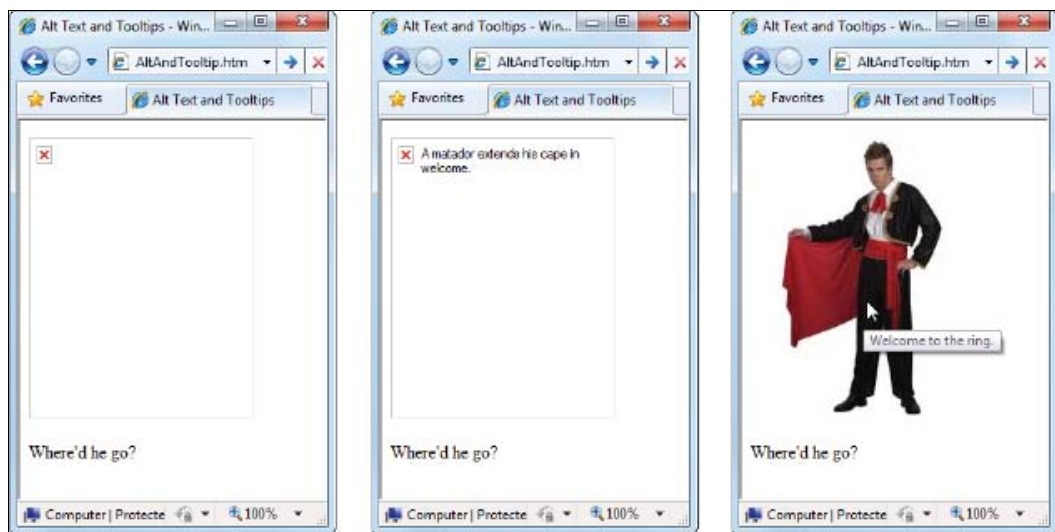 Alt Text and Tooltips - Win...
AltAndTooltip.htm
Favorites
Alt Text and Tooltips
Where'd he go?
Computer | Protecte
100%
Alt Text and Tooltips - Win...
AltAndTooltip.htm
Favorites
Alt Text and Tooltips
A matador extends his cape in
welcome.
Where'd he go?
Computer | Protecte
100%
Alt Text and Tooltips - Win...
AltAndTooltip.htm
Favorites
Alt Text and Tooltips
Welcome to the ring.
Where'd he go?
Computer | Protecte
100%